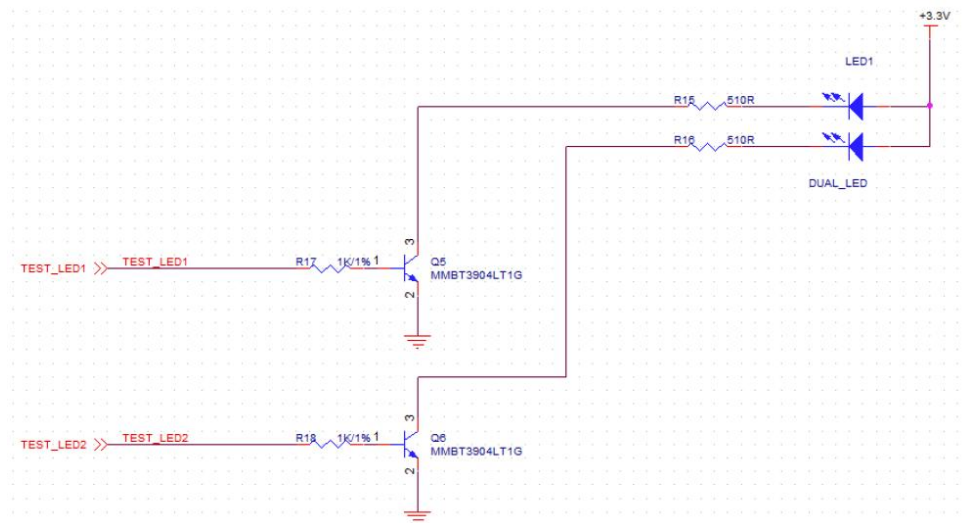 +3.3V
LED1
R15 510R
R16 510R
DUAL_LED
3
TEST_LED1 TEST_LED1 R17 1K/1% 1 Q5
MMBT3904LT1G
2
3
TEST_LED2 TEST_LED2 R18 1K/1% 1 Q6
MMBT3904LT1G
2